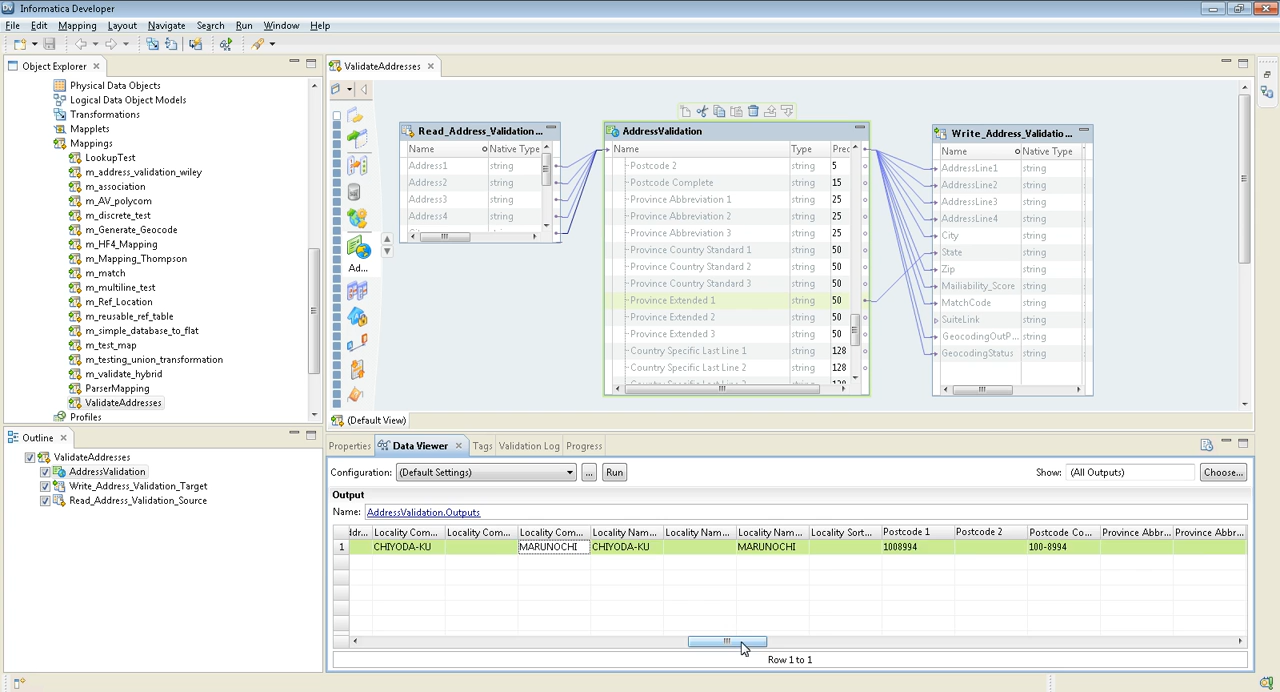 Informatica Developer
File Edit Mapping Layout Navigate Search Run Window Help
Object Explorer
Physical Data Objects
Logical Data Object Models
Transformations
Mapplets
Mappings
LookupTest
m_address_validation_wiley
m_association
m_AV_polycom
m_discrete_test
m_Generate_Geocode
m_HF4_Mapping
m_Mapping_Thompson
m_match
m_multiline_test
m_Ref_Location
m_reusable_ref_table
m_simple_database_to_flat
m_test_map
m_testing_union_transformation
m_validate_hybrid
ParserMapping
ValidateAddresses
Profiles
Outline
ValidateAddresses
AddressValidation
Write_Address_Validation_Target
Read_Address_Validation_Source
ValidateAddresses
Ad...
Read_Address_Validation...
Name Native Type
Address1 string
Address2 string
Address3 string
Address4 string
AddressValidation
Name Type Prec
Postcode 2 string 5
Postcode Complete string 15
Province Abbreviation 1 string 25
Province Abbreviation 2 string 25
Province Abbreviation 3 string 25
Province Country Standard 1 string 50
Province Country Standard 2 string 50
Province Country Standard 3 string 50
Province Extended 1 string 50
Province Extended 2 string 50
Province Extended 3 string 50
Country Specific Last Line 1 string 128
Country Specific Last Line 2 string 128
Write_Address_Validatio...
Name Native Type
AddressLine1 string
AddressLine2 string
AddressLine3 string
AddressLine4 string
City string
State string
Zip string
Mailiability_Score string
MatchCode string
SuiteLink string
GeocodingOutP... string
GeocodingStatus string
(Default View)
Properties Data Viewer Tags Validation Log Progress
Configuration: (Default Settings) ... Run Show: (All Outputs) Choose...
Output
Name: AddressValidation.Outputs
ddr... Locality Com... Locality Com... Locality Com... Locality Nam... Locality Nam... Locality Nam... Locality Sort... Postcode 1 Postcode 2 Postcode Co... Province Abbr... Province Abbr...
1 CHIYODA-KU MARUNOCHI CHIYODA-KU MARUNOCHI 1008994 100-8994
Row 1 to 1